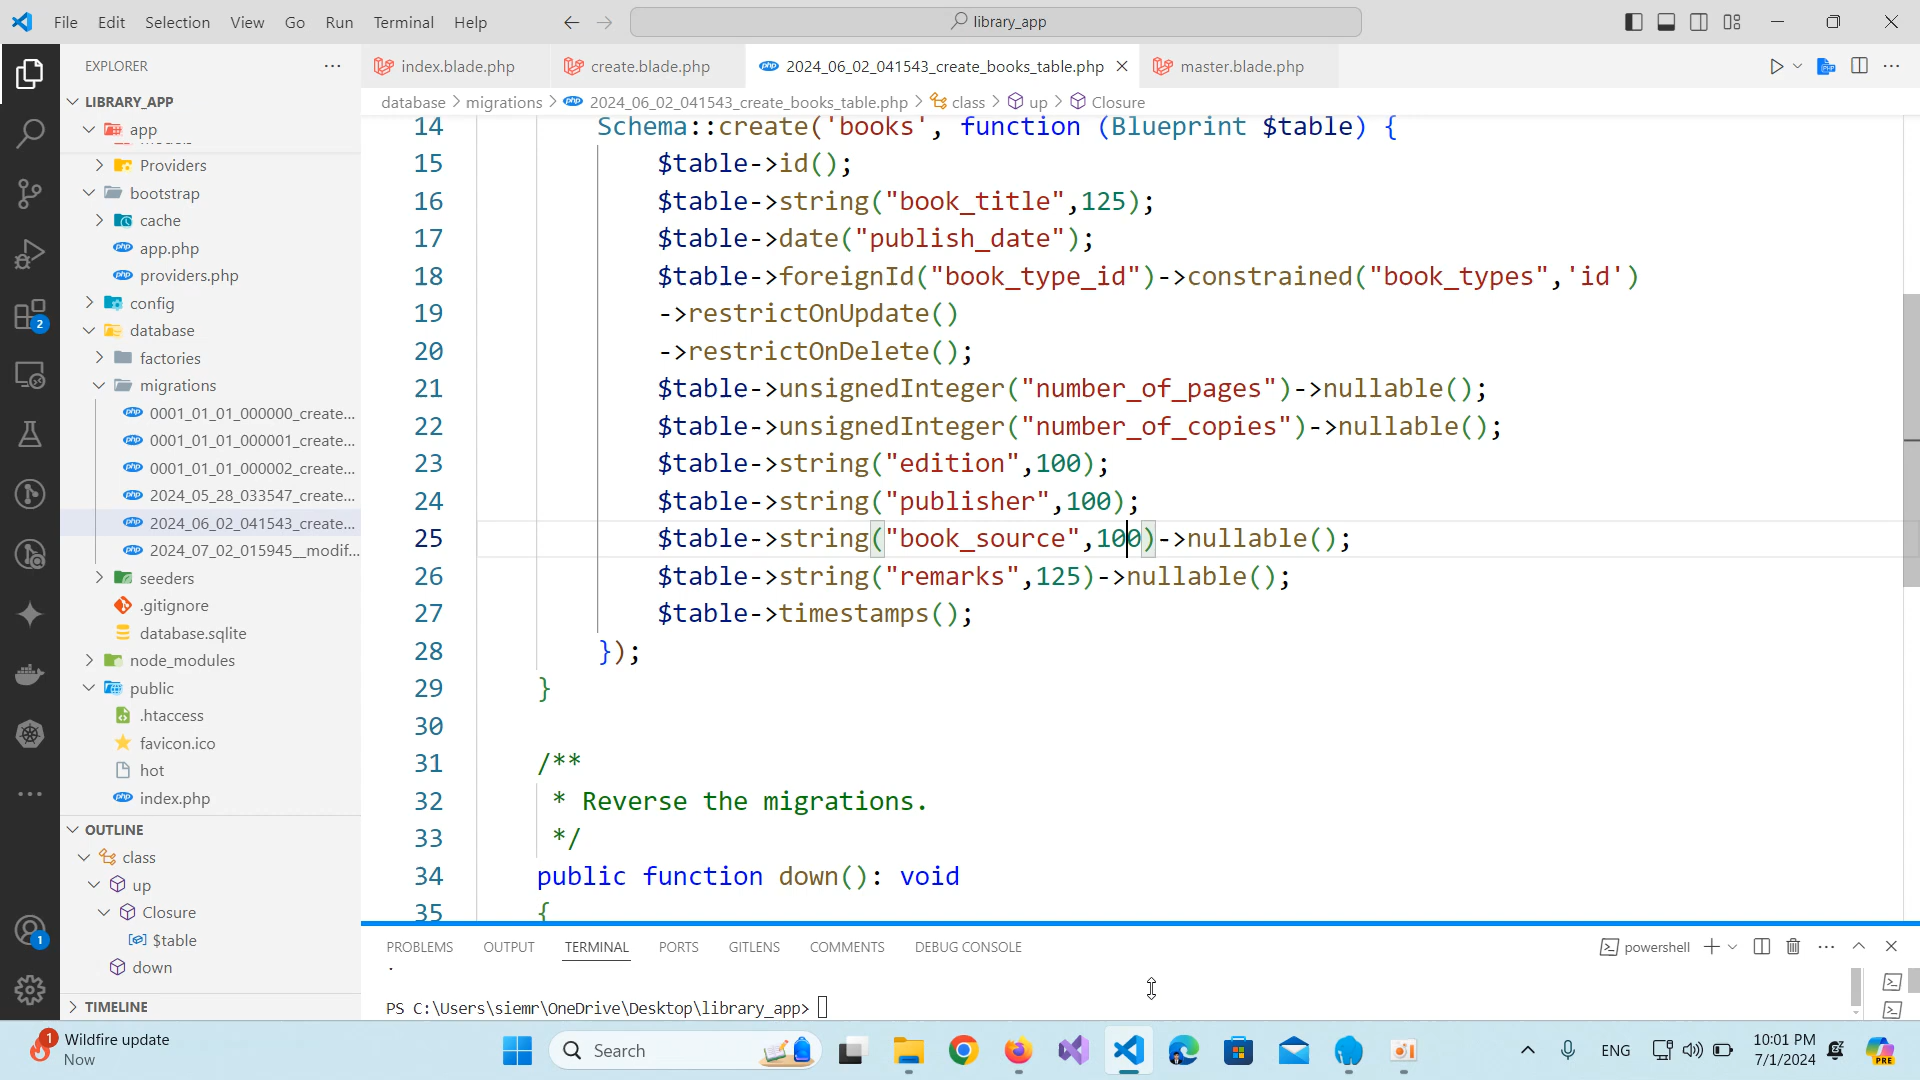 File Edit Selection View Go Run Terminal Help
library_app
EXPLORER
index.blade.php
create.blade.php
2024_06_02_041543_create_books_table.php
master.blade.php
LIBRARY_APP
database > migrations > 2024_06_02_041543_create_books_table.php > class > up > Closure
app
Providers
bootstrap
cache
app.php
providers.php
config
database
factories
migrations
0001_01_01_000000_create...
0001_01_01_000001_create...
0001_01_01_000002_create...
2024_05_28_033547_create...
2024_06_02_041543_create...
2024_07_02_015945__modif...
seeders
.gitignore
database.sqlite
node_modules
public
.htaccess
favicon.ico
hot
index.php
OUTLINE
class
up
Closure
$table
down
TIMELINE
14 Schema::create('books', function (Blueprint $table) {
15 $table->id();
16 $table->string("book_title",125);
17 $table->date("publish_date");
18 $table->foreignId("book_type_id")->constrained("book_types",'id')
19 ->restrictOnUpdate()
20 ->restrictOnDelete();
21 $table->unsignedInteger("number_of_pages")->nullable();
22 $table->unsignedInteger("number_of_copies")->nullable();
23 $table->string("edition",100);
24 $table->string("publisher",100);
25 $table->string("book_source",100)->nullable();
26 $table->string("remarks",125)->nullable();
27 $table->timestamps();
28 });
29 }
30
31 /**
32 * Reverse the migrations.
33 */
34 public function down(): void
35 {
PROBLEMS OUTPUT TERMINAL PORTS GITLENS COMMENTS DEBUG CONSOLE
powershell
PS C:\Users\siemr\OneDrive\Desktop\library_app>
2
1
1
Wildfire update
Now
Search
ENG
10:01 PM
7/1/2024
PRE